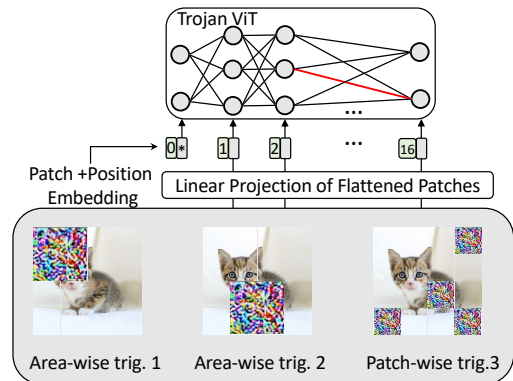 Trojan ViT
...
0 * 1 2 ... 16
Patch +Position
Embedding
Linear Projection of Flattened Patches
Area-wise trig. 1 Area-wise trig. 2 Patch-wise trig.3